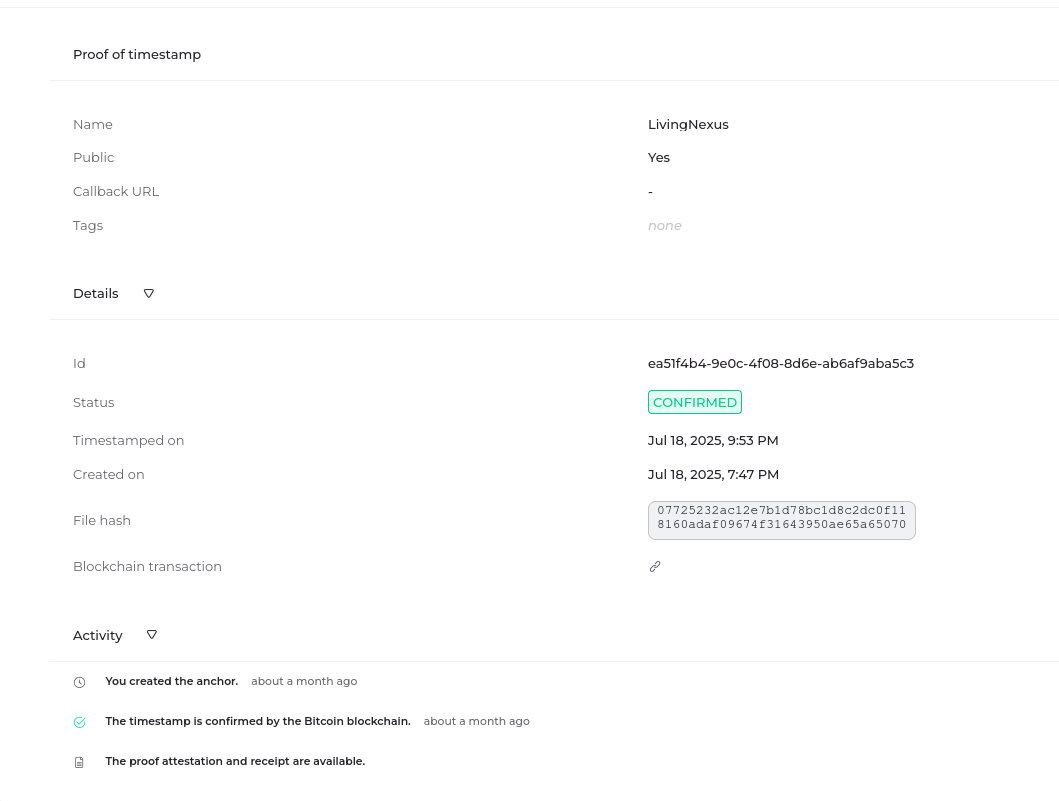 Proof of timestamp
Name LivingNexus
Public Yes
Callback URL -
Tags none
Details
Id ea51f4b4-9e0c-4f08-8d6e-ab6af9aba5c3
Status CONFIRMED
Timestamped on Jul 18, 2025, 9:53 PM
Created on Jul 18, 2025, 7:47 PM
File hash 07725232ac12e7b1d78bc1d8c2dc0f11
8160adaf09674f31643950ae65a65070
Blockchain transaction
Activity
You created the anchor. about a month ago
The timestamp is confirmed by the Bitcoin blockchain. about a month ago
The proof attestation and receipt are available.